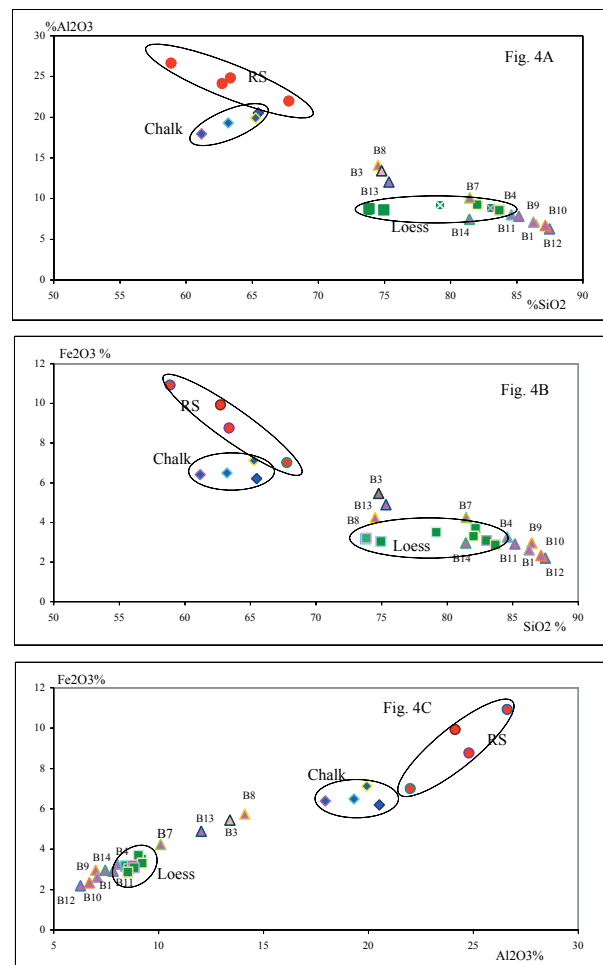 %Al2O3
Fig. 4A
30
25
20
15
10
5
0
RS
Chalk
B8
B3
B13
Loess
B7
B14
B4
B11
B9
B1
B10
B12
50 55 60 65 70 75 80 85 90
%SiO2
Fe2O3 %
Fig. 4B
12
10
8
6
4
2
0
RS
Chalk
B3
B13
B8
Loess
B7
B14
B4
B11
B9
B1
B10
B12
50 55 60 65 70 75 80 85 90
SiO2 %
Fe2O3%
Fig. 4C
12
10
8
6
4
2
0
RS
Chalk
B8
B13
B3
B7
B4
B14
B9
Loess
B11
B1
B10
B12
5 10 15 20 25 30
Al2O3%